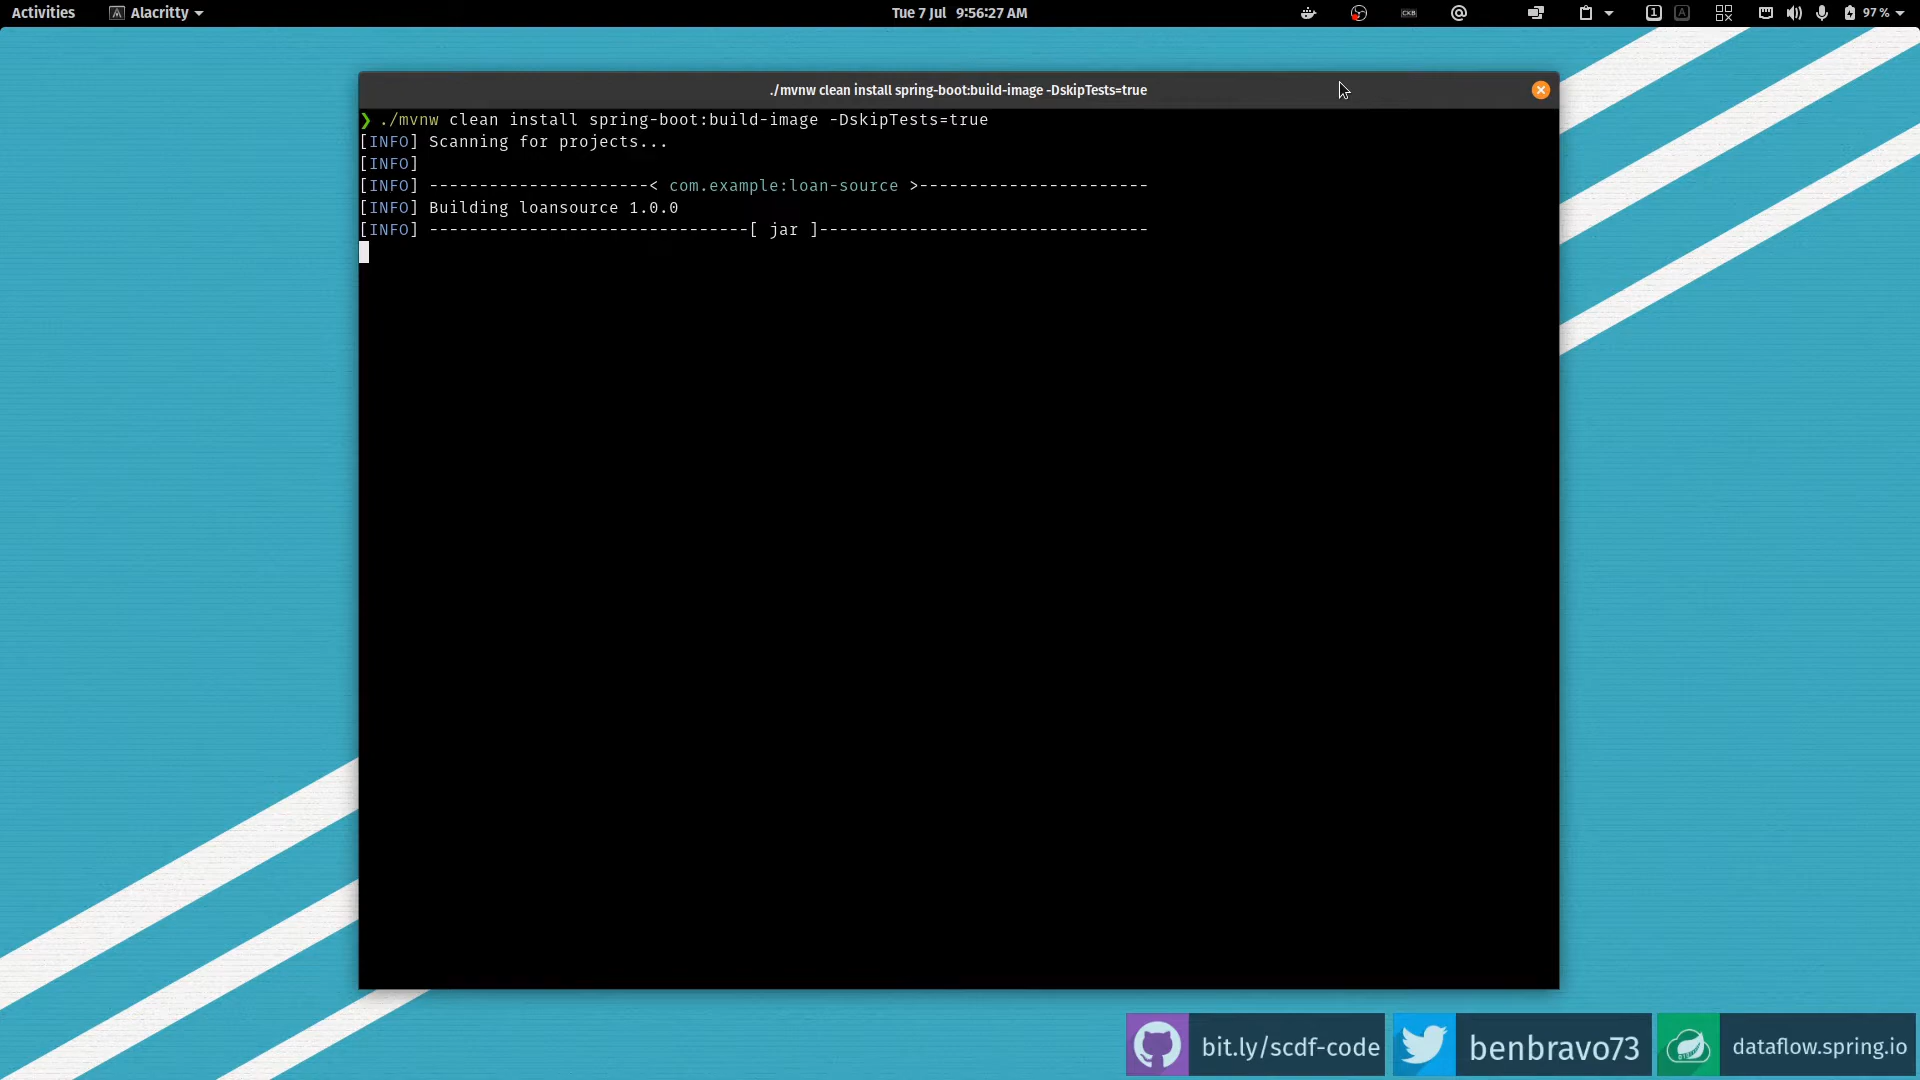 Activities Alacritty Tue 7 Jul 9:56:27 AM CKB 1 A 97 %
./mvnw clean install spring-boot:build-image -DskipTests=true
❯ ./mvnw clean install spring-boot:build-image -DskipTests=true
[INFO] Scanning for projects...
[INFO]
[INFO] ----------------------< com.example:loan-source >-----------------------
[INFO] Building loansource 1.0.0
[INFO] --------------------------------[ jar ]---------------------------------
bit.ly/scdf-code benbravo73 dataflow.spring.io